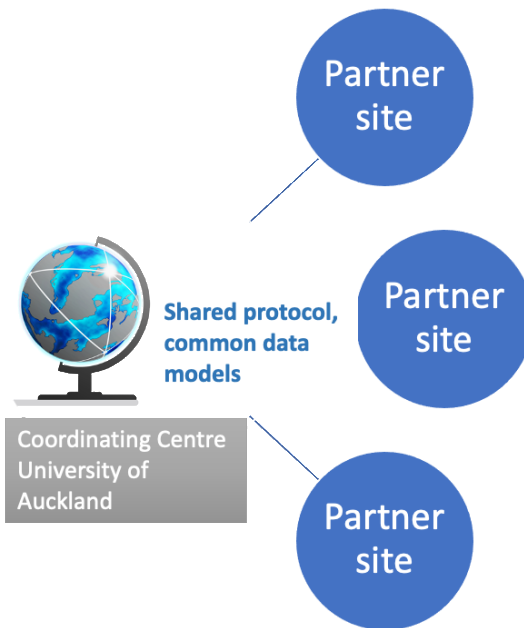 Partner
site
Shared protocol,
common data
models
Partner
site
Coordinating Centre
University of
Auckland
Partner
site